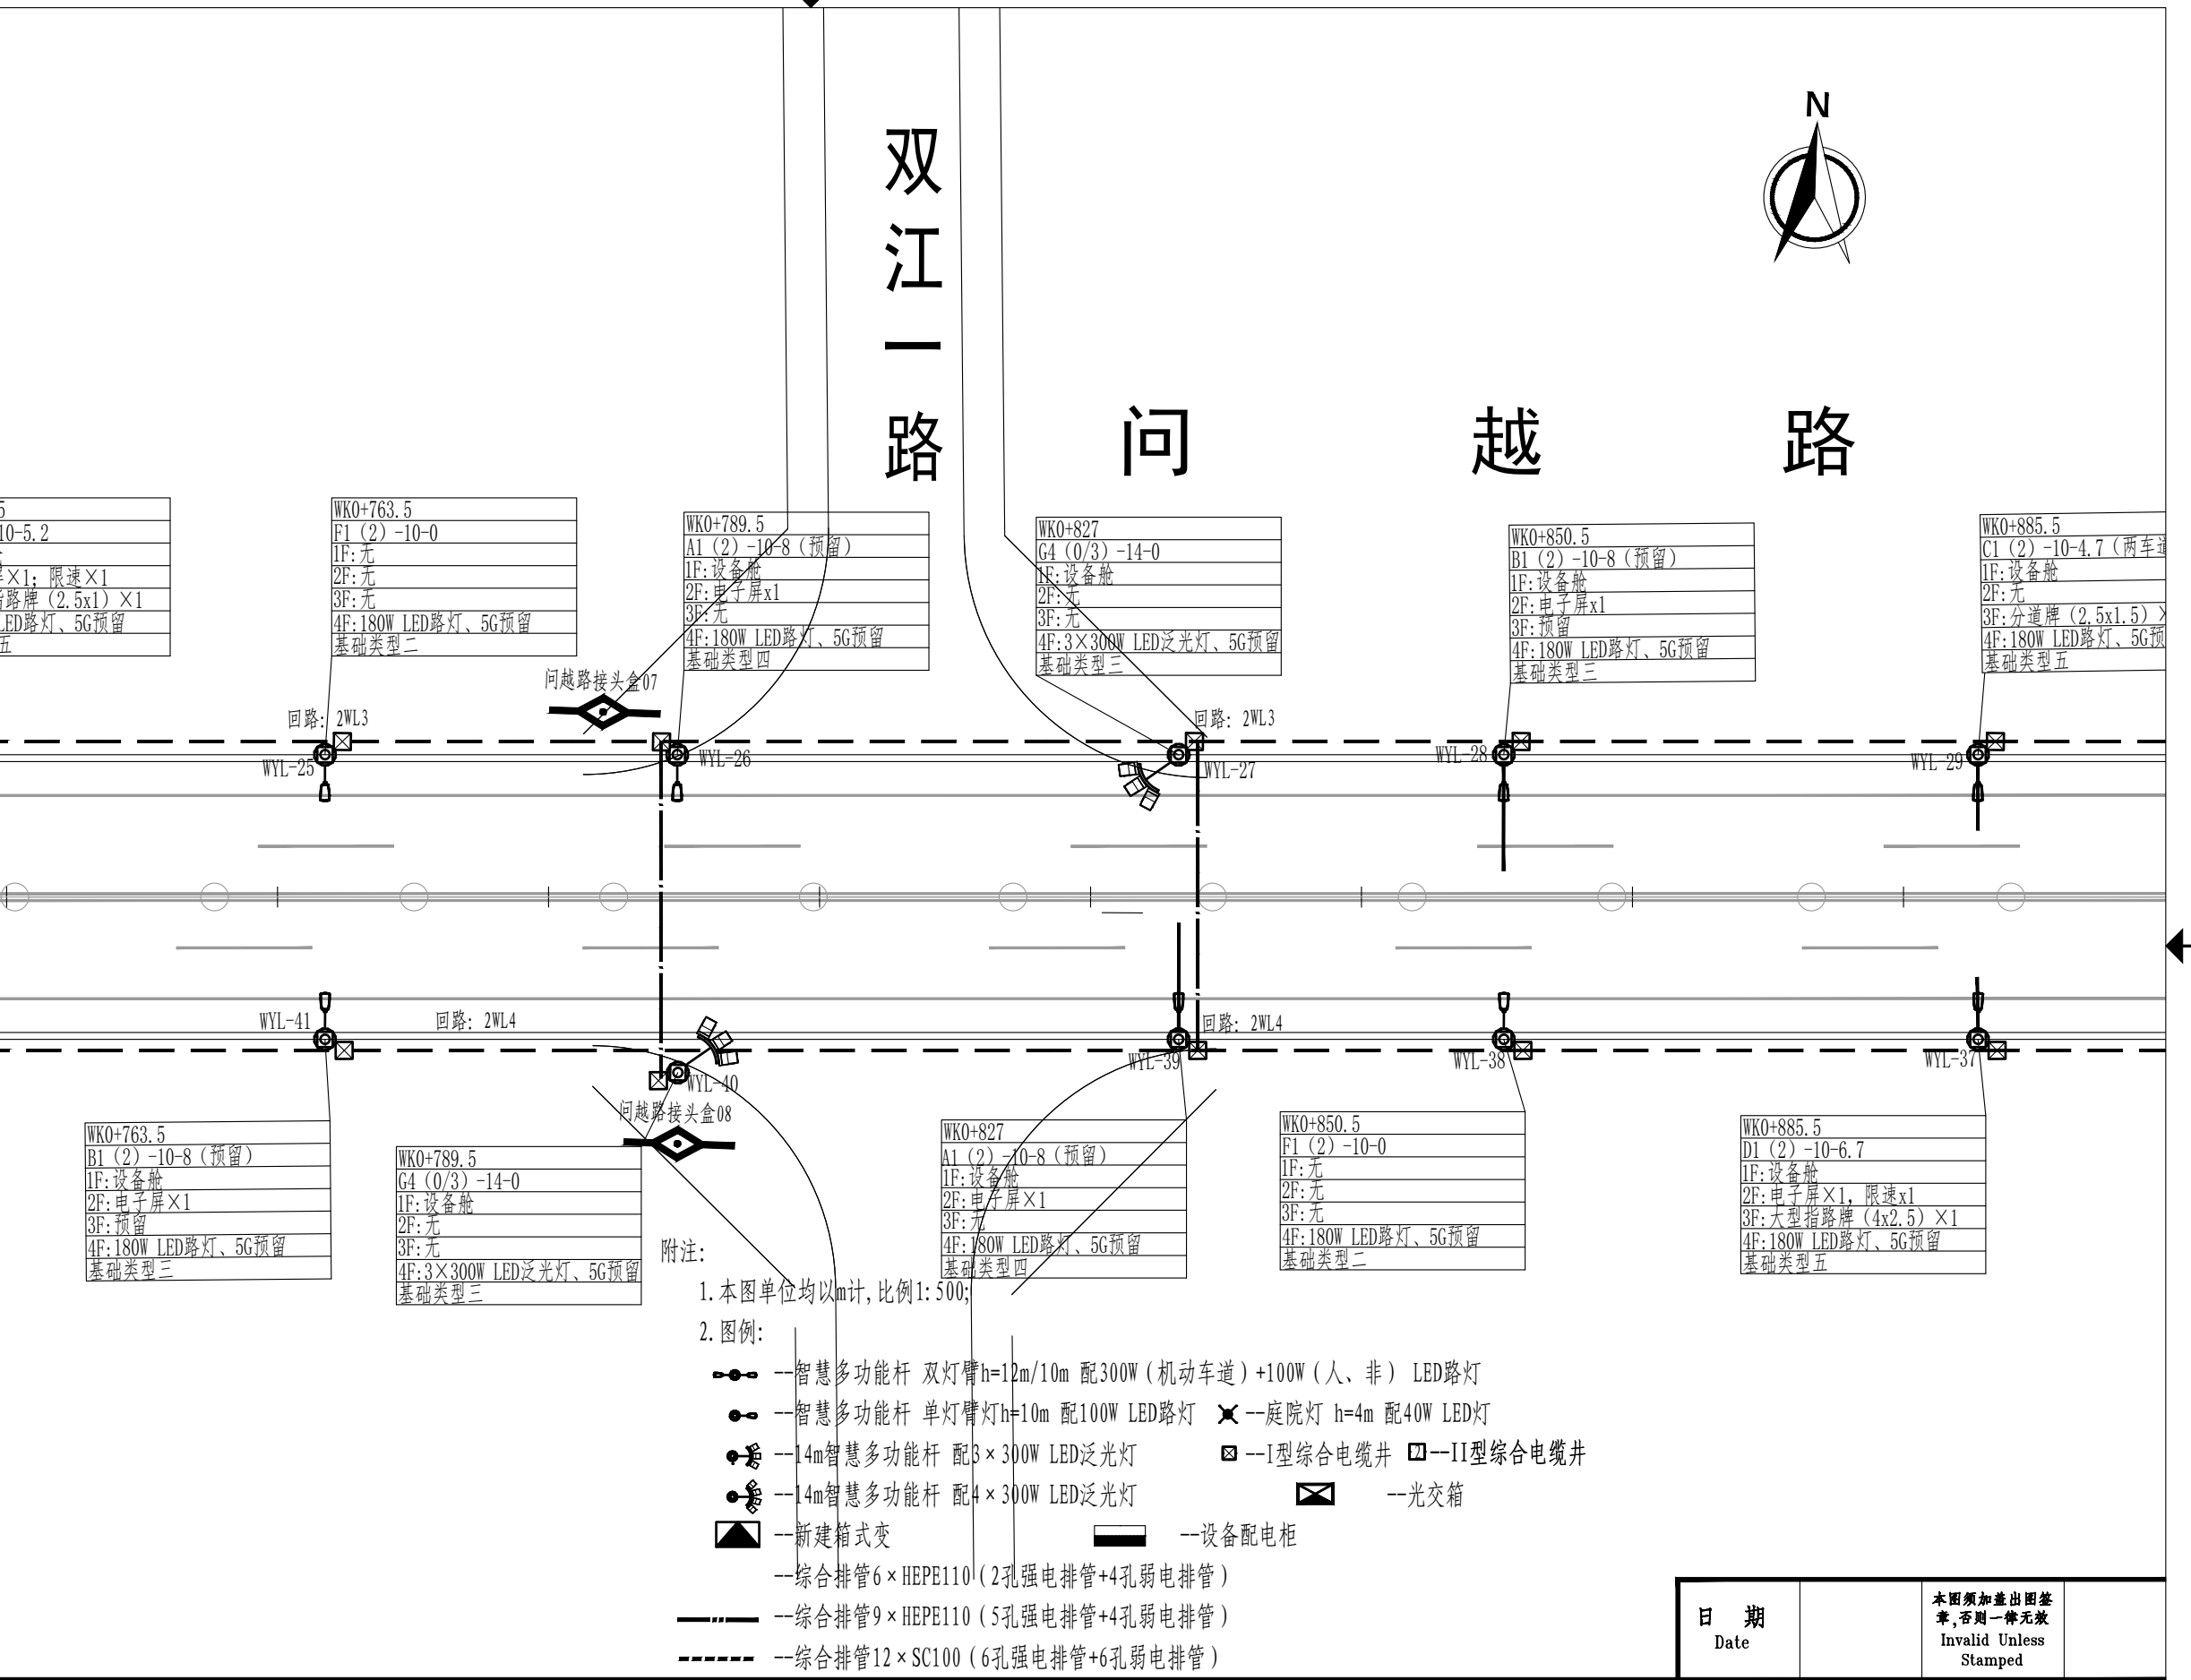 N
双
江
一
路
问 越 路
5
10-5.2
×1; 限速×1
指路牌 (2.5x1) ×1
LED路灯、5G预留
五
WK0+763.5
F1 (2) -10-0
1F:无
2F:无
3F:无
4F:180W LED路灯、5G预留
基础类型二
WK0+789.5
A1 (2) -10-8 (预留)
1F:设备舱
2F:电子屏x1
3F:无
4F:180W LED路灯、5G预留
基础类型四
WK0+827
G4 (0/3) -14-0
1F:设备舱
2F:无
3F:无
4F:3×300W LED泛光灯、5G预留
基础类型三
WK0+850.5
B1 (2) -10-8 (预留)
1F:设备舱
2F:电子屏x1
3F:预留
4F:180W LED路灯、5G预留
基础类型三
WK0+885.5
C1 (2) -10-4.7 (两车道
1F:设备舱
2F:无
3F:分道牌 (2.5x1.5) ×
4F:180W LED路灯、5G预
基础类型五
问越路接头盒07
回路: 2WL3
回路: 2WL3
WYL-25
WYL-26
WYL-27
WYL-28
WYL-29
WYL-41
回路: 2WL4
回路: 2WL4
WYL-40
WYL-39
WYL-38
WYL-37
问越路接头盒08
WK0+763.5
B1 (2) -10-8 (预留)
1F:设备舱
2F:电子屏×1
3F:预留
4F:180W LED路灯、5G预留
基础类型三
WK0+789.5
G4 (0/3) -14-0
1F:设备舱
2F:无
3F:无
4F:3×300W LED泛光灯、5G预留
基础类型三
WK0+827
A1 (2) -10-8 (预留)
1F:设备舱
2F:电子屏×1
3F:无
4F:180W LED路灯、5G预留
基础类型四
WK0+850.5
F1 (2) -10-0
1F:无
2F:无
3F:无
4F:180W LED路灯、5G预留
基础类型二
WK0+885.5
D1 (2) -10-6.7
1F:设备舱
2F:电子屏×1, 限速x1
3F:大型指路牌 (4x2.5) ×1
4F:180W LED路灯、5G预留
基础类型五
附注:
1.本图单位均以m计,比例1:500;
2.图例:
--智慧多功能杆 双灯臂h=12m/10m 配300W(机动车道)+100W(人、非) LED路灯
--智慧多功能杆 单灯臂灯h=10m 配100W LED路灯 --庭院灯 h=4m 配40W LED灯
--14m智慧多功能杆 配3×300W LED泛光灯 --I型综合电缆井 2--II型综合电缆井
--14m智慧多功能杆 配4×300W LED泛光灯 --光交箱
--新建箱式变 --设备配电柜
--综合排管6×HEPE110(2孔强电排管+4孔弱电排管)
--综合排管9×HEPE110(5孔强电排管+4孔弱电排管)
--综合排管12×SC100(6孔强电排管+6孔弱电排管)
日 期
Date
本图须加盖出图签
章,否则一律无效
Invalid Unless
Stamped